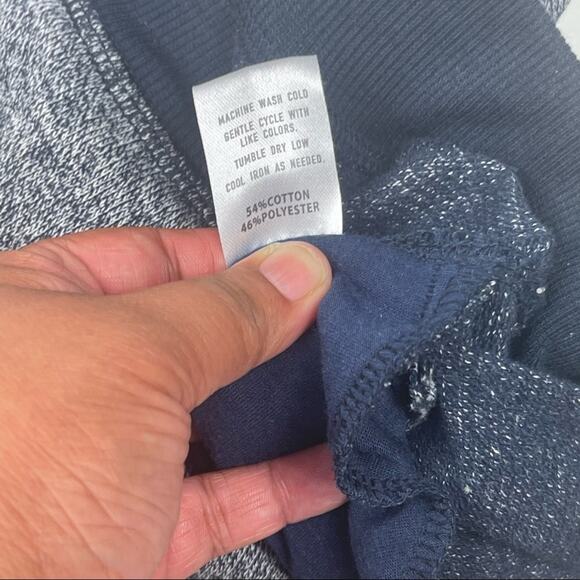 MACHINE WASH COLD
GENTLE CYCLE WITH
LIKE COLORS.
TUMBLE DRY LOW
COOL IRON AS NEEDED.
54%COTTON
46%POLYESTER